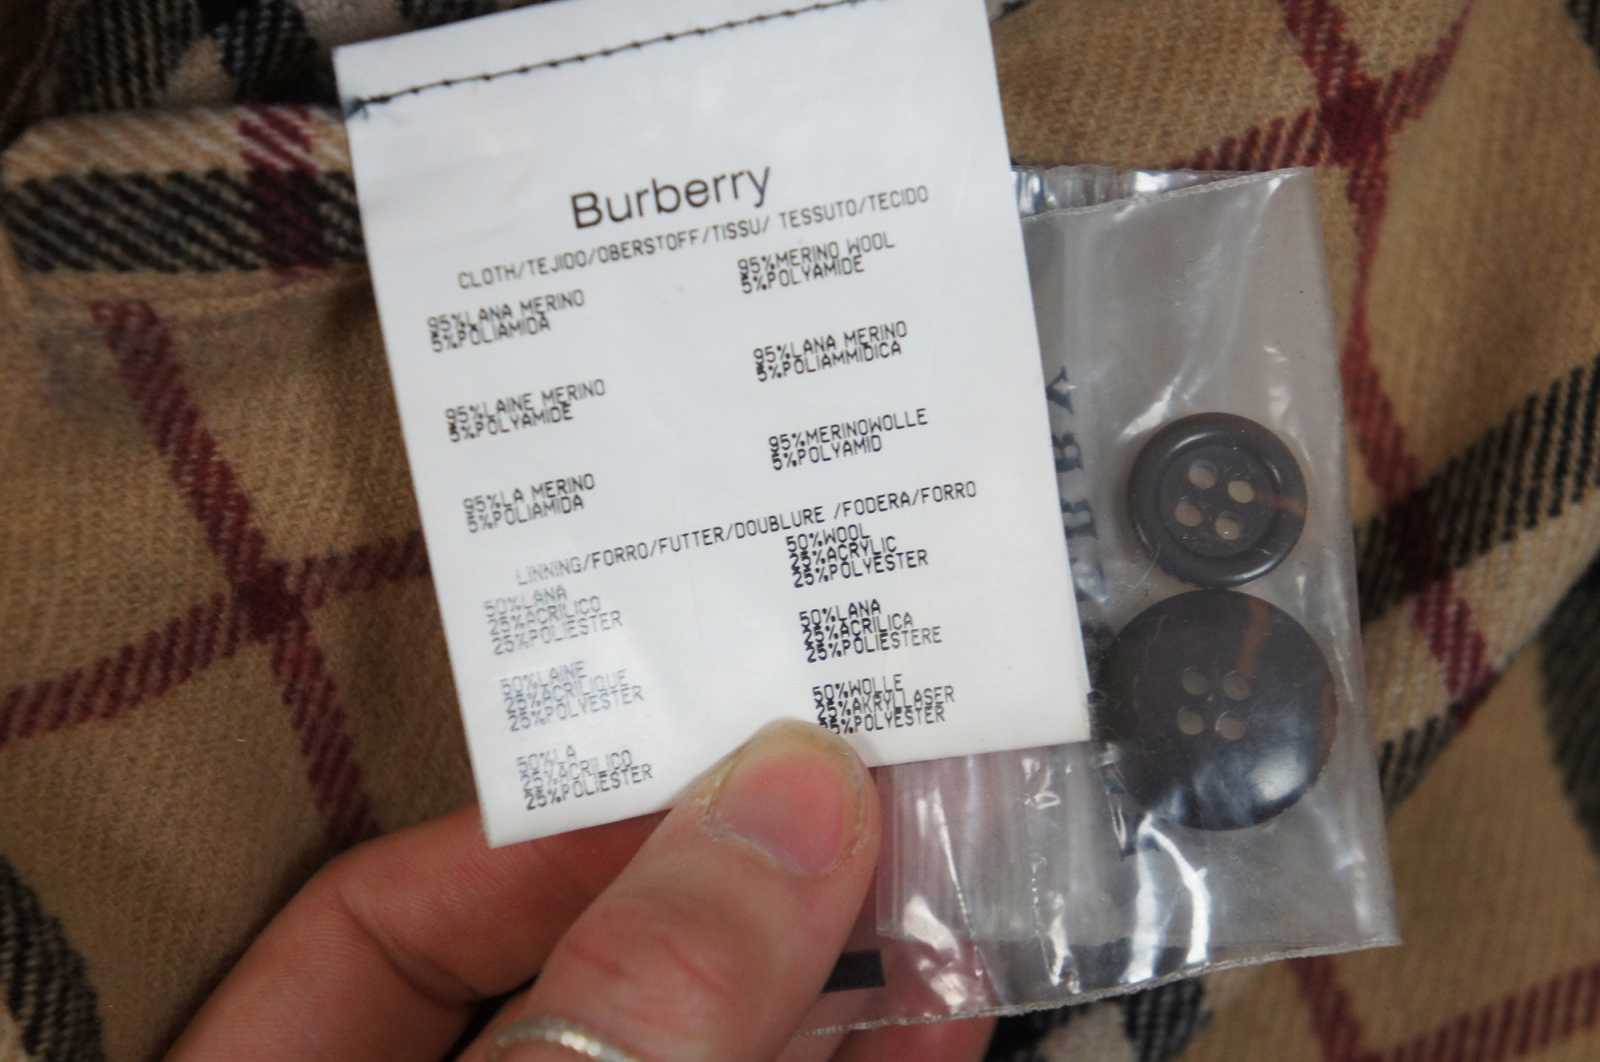 Burberry
CLOTH/TEJIDO/OBERSTOFF/TISSU/ TESSUTO/TECIDO
95%LANA MERINO
5%POLIAMIDA
95%MERINO WOOL
5%POLYAMIDE
95%LAINE MERINO
5%POLYAMIDE
95%LANA MERINO
5%POLIAMMIDICA
95%LA MERINO
5%POLIAMIDA
95%MERINOWOLLE
5%POLYAMID
LINNING/FORRO/FUTTER/DOUBLURE /FODERA/FORRO
50%LANA
25%ACRILICO
25%POLIESTER
50%WOOL
25%ACRYLIC
25%POLYESTER
50%LAINE
25%ACRILIQUE
25%POLYESTER
50%LANA
25%ACRILICA
25%POLIESTERE
50%LA
25%ACRILICO
25%POLIESTER
50%WOLLE
25%AKRYLLASER
25%POLYESTER